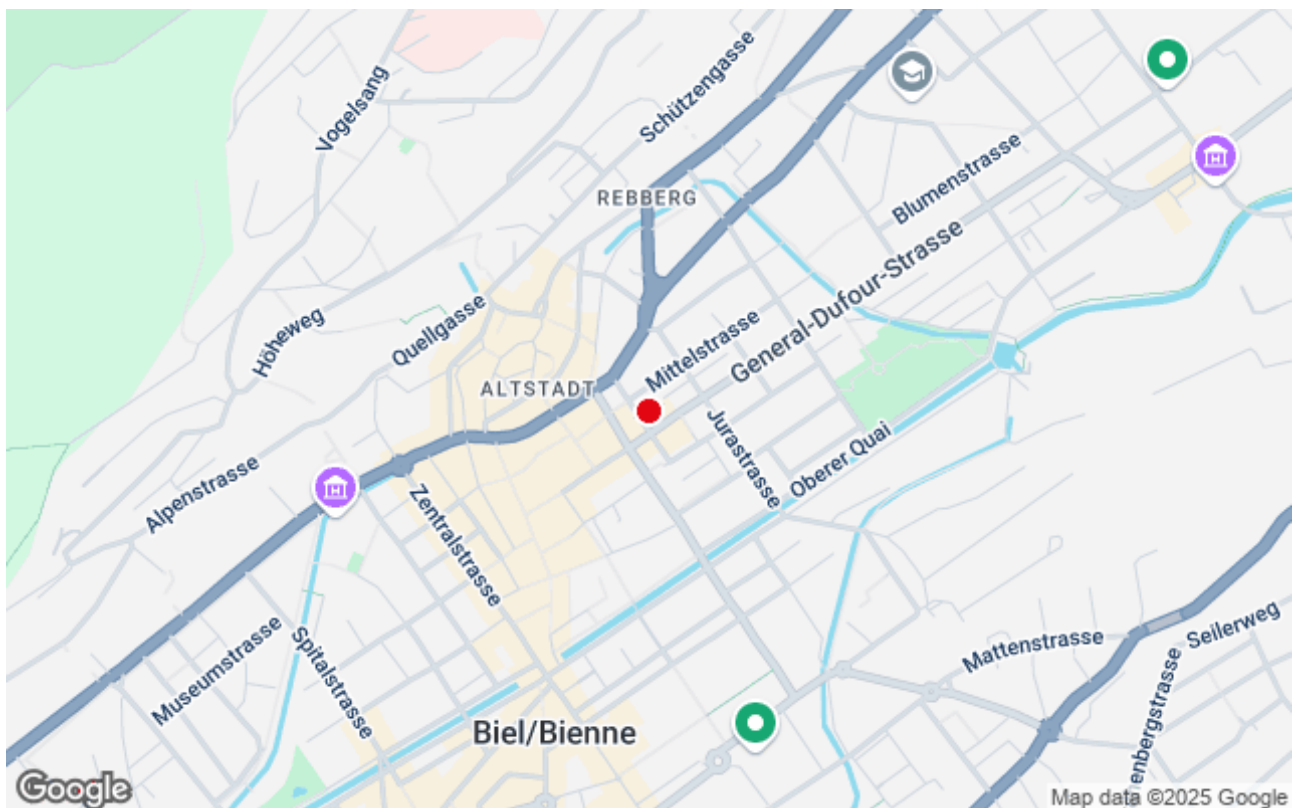 Vogelsang
Schützengasse
REBBERG
Blumenstrasse
Höheweg
Quellgasse
Mittelstrasse
General-Dufour-Strasse
ALTSTADT
Jurastrasse
Oberer Quai
Alpenstrasse
Zentralstrasse
Museumstrasse
Spitalstrasse
Mattenstrasse
Seilerweg
enbergstrasse
Biel/Bienne
Google
Map data ©2025 Google